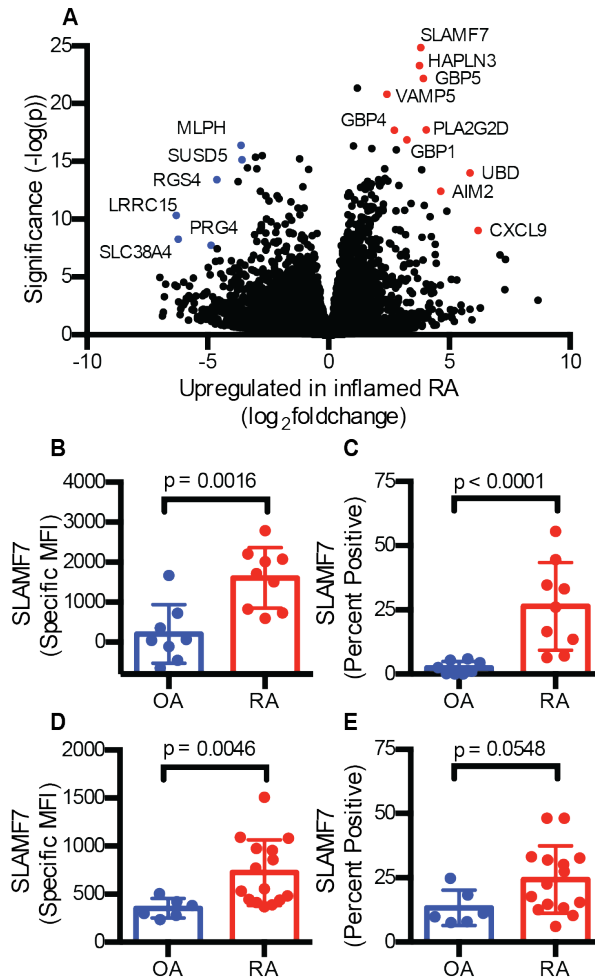 A
25
20
15
10
5
0
Significance (-log(p))
SLAMF7
HAPLN3
GBP5
VAMP5
GBP4
PLA2G2D
GBP1
UBD
AIM2
CXCL9
MLPH
SUSD5
RGS4
LRRC15
PRG4
SLC38A4
-10
-5
0
5
10
Upregulated in inflamed RA
(log2foldchange)
B
p = 0.0016
4000
3000
2000
1000
0
SLAMF7
(Specific MFI)
OA
RA
C
p < 0.0001
75
50
25
0
SLAMF7
(Percent Positive)
OA
RA
D
p = 0.0046
2000
1500
1000
500
0
SLAMF7
(Specific MFI)
OA
RA
E
p = 0.0548
75
50
25
0
SLAMF7
(Percent Positive)
OA
RA